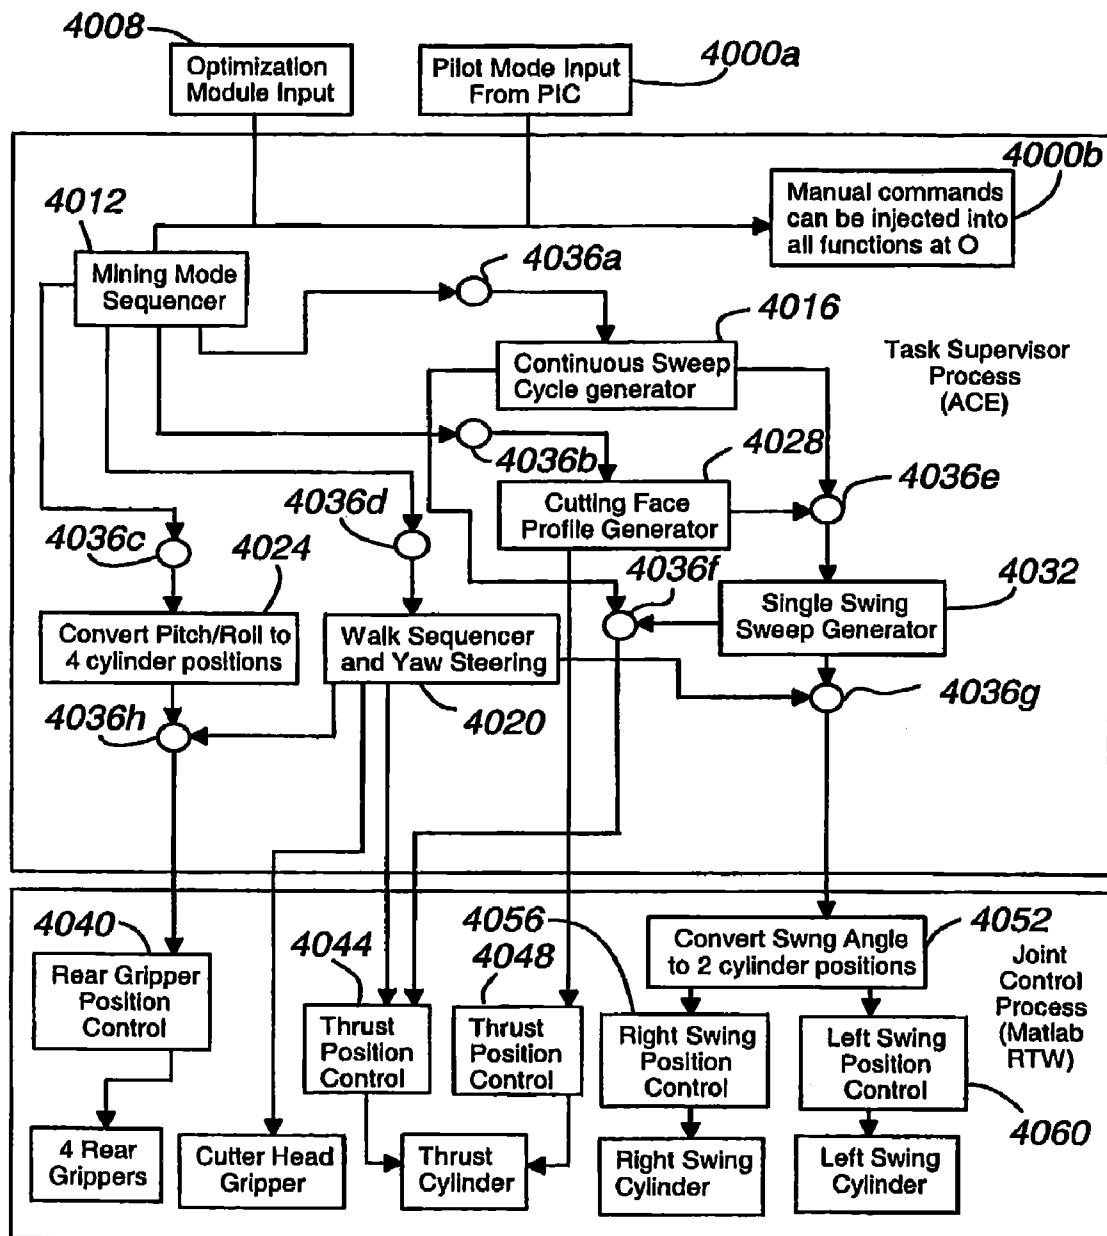 4008
Optimization
Module Input
Pilot Mode Input
From PIC
4000a
4000b
Manual commands
can be injected into
all functions at O
4012
Mining Mode
Sequencer
4036a
4016
Continuous Sweep
Cycle generator
Task Supervisor
Process
(ACE)
4036b
4028
Cutting Face
Profile Generator
4036e
4036d
4036c
4024
Convert Pitch/Roll to
4 cylinder positions
Walk Sequencer
and Yaw Steering
4020
4036f
4032
Single Swing
Sweep Generator
4036g
4036h
4040
Rear Gripper
Position
Control
4044
Thrust
Position
Control
4048
Thrust
Position
Control
4056
Right Swing
Position
Control
4052
Convert Swng Angle
to 2 cylinder positions
Left Swing
Position
Control
4060
Joint
Control
Process
(Matlab
RTW)
4 Rear
Grippers
Cutter Head
Gripper
Thrust
Cylinder
Right Swing
Cylinder
Left Swing
Cylinder